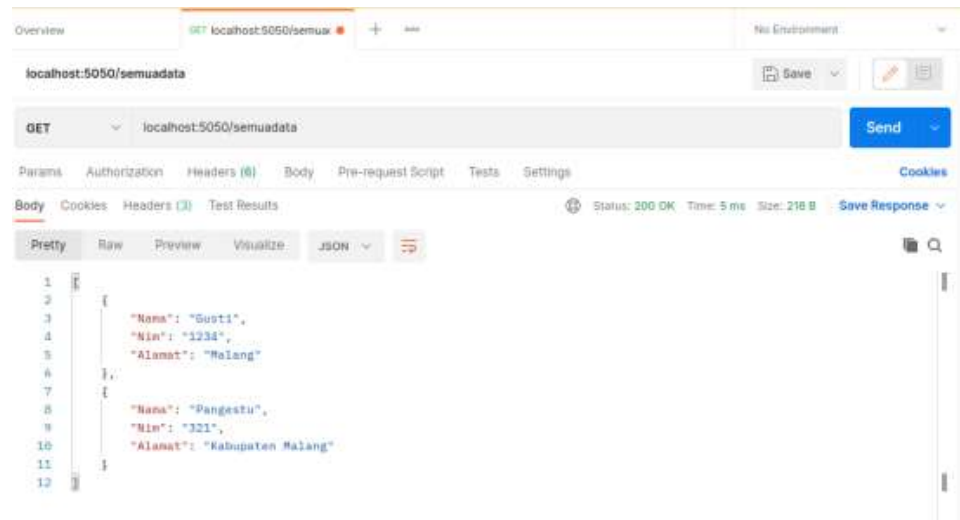 Overview GET localhost:5050/semuac No Environment
localhost:5050/semuadata Save
GET localhost:5050/semuadata Send
Params Authorization Headers (6) Body Pre-request Script Tests Settings Cookies
Body Cookies Headers (3) Test Results Status: 200 OK Time: 5 ms Size: 218 B Save Response
Pretty Raw Preview Visualize JSON
1 [
2 {
3 "Nama": "Gusti",
4 "Nim": "1234",
5 "Alamat": "Malang"
6 },
7 {
8 "Nama": "Pangestu",
9 "Nim": "321",
10 "Alamat": "Kabupaten Malang"
11 }
12 ]